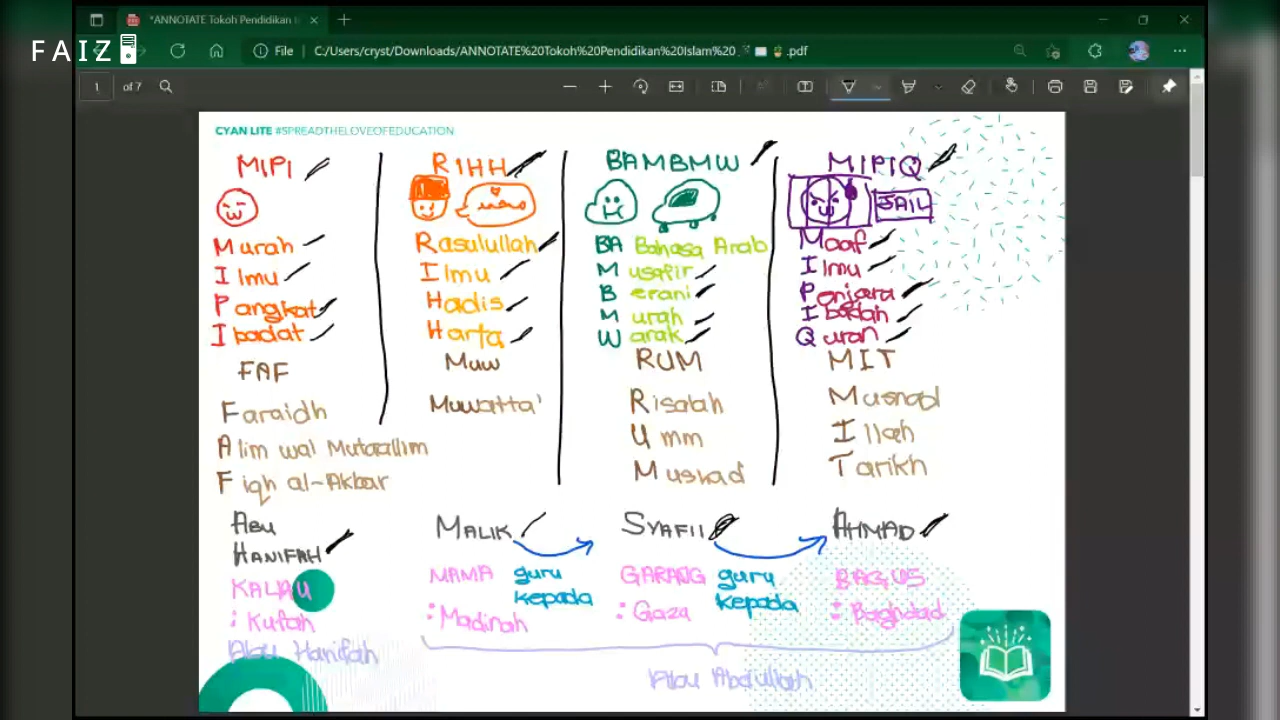 *ANNOTATE Tokoh Pendidikan I
FAIZ
File C:/Users/cryst/Downloads/ANNOTATE%20Tokoh%20Pendidikan%20Islam%20 .pdf
1 of 7
CYAN LITE #SPREADTHELOVEOFEDUCATION
MIPI
Murah
Ilmu
Pangkat
Ibadat
FAF
Faraidh
Alim wal Mutaallim
Fiqh al-Akbar
RIHH
محمد
Rasulullah
Ilmu
Hadis
Harta
Muw
Muwatta'
BAMBMW
BA Bahasa Arab
Musafir
Berani
Murah
Warak
RUM
Risalah
Umm
Musnad
MIPIQ
JAIL
Maaf
Ilmu
Penjara
Ibadah
Quran
MIT
Musnad
Illah
Tarikh
ABU
HANIFAH
KALAU
: Kufah
Abu Hanifah
MALIK
MAMA
: Madinah
guru
kepada
SYAFII
GARANG
: Gaza
guru
kepada
AHMAD
BAGUS
: Baghdad
Abu Abdullah